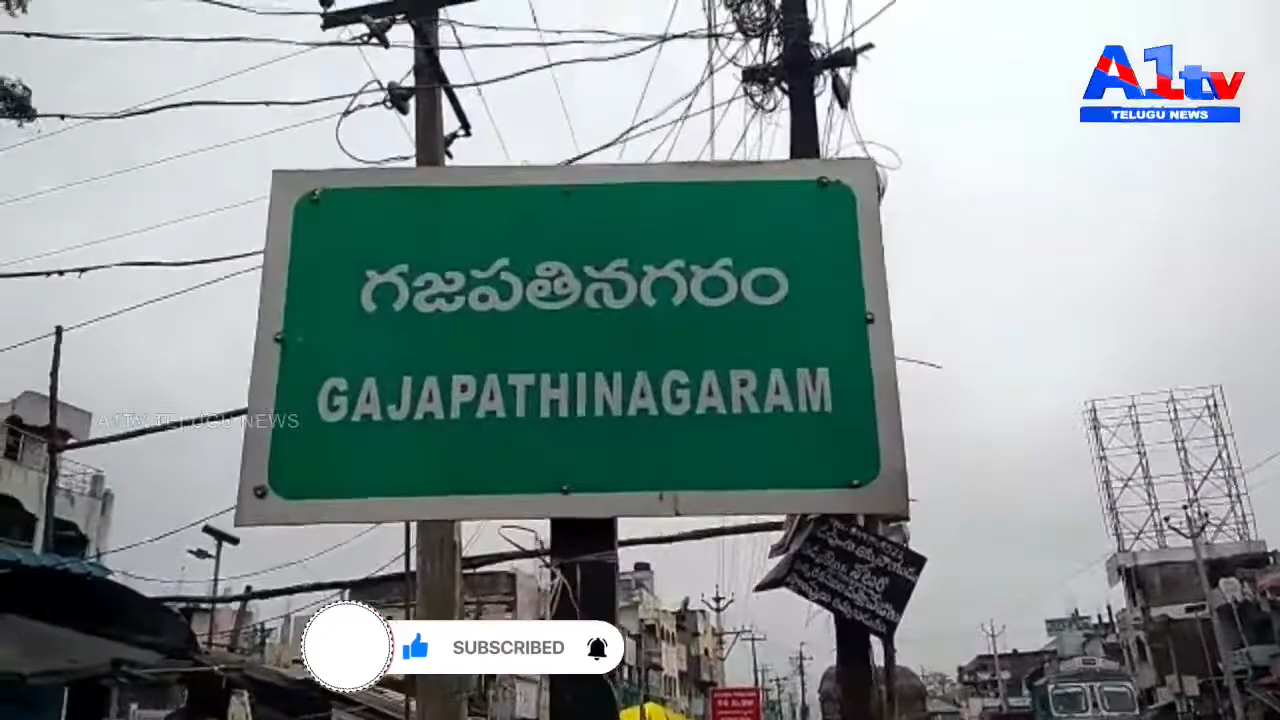 A1tv
TELUGU NEWS
గజపతినగరం
GAJAPATHINAGARAM
A1TV TELUGU NEWS
SUBSCRIBED